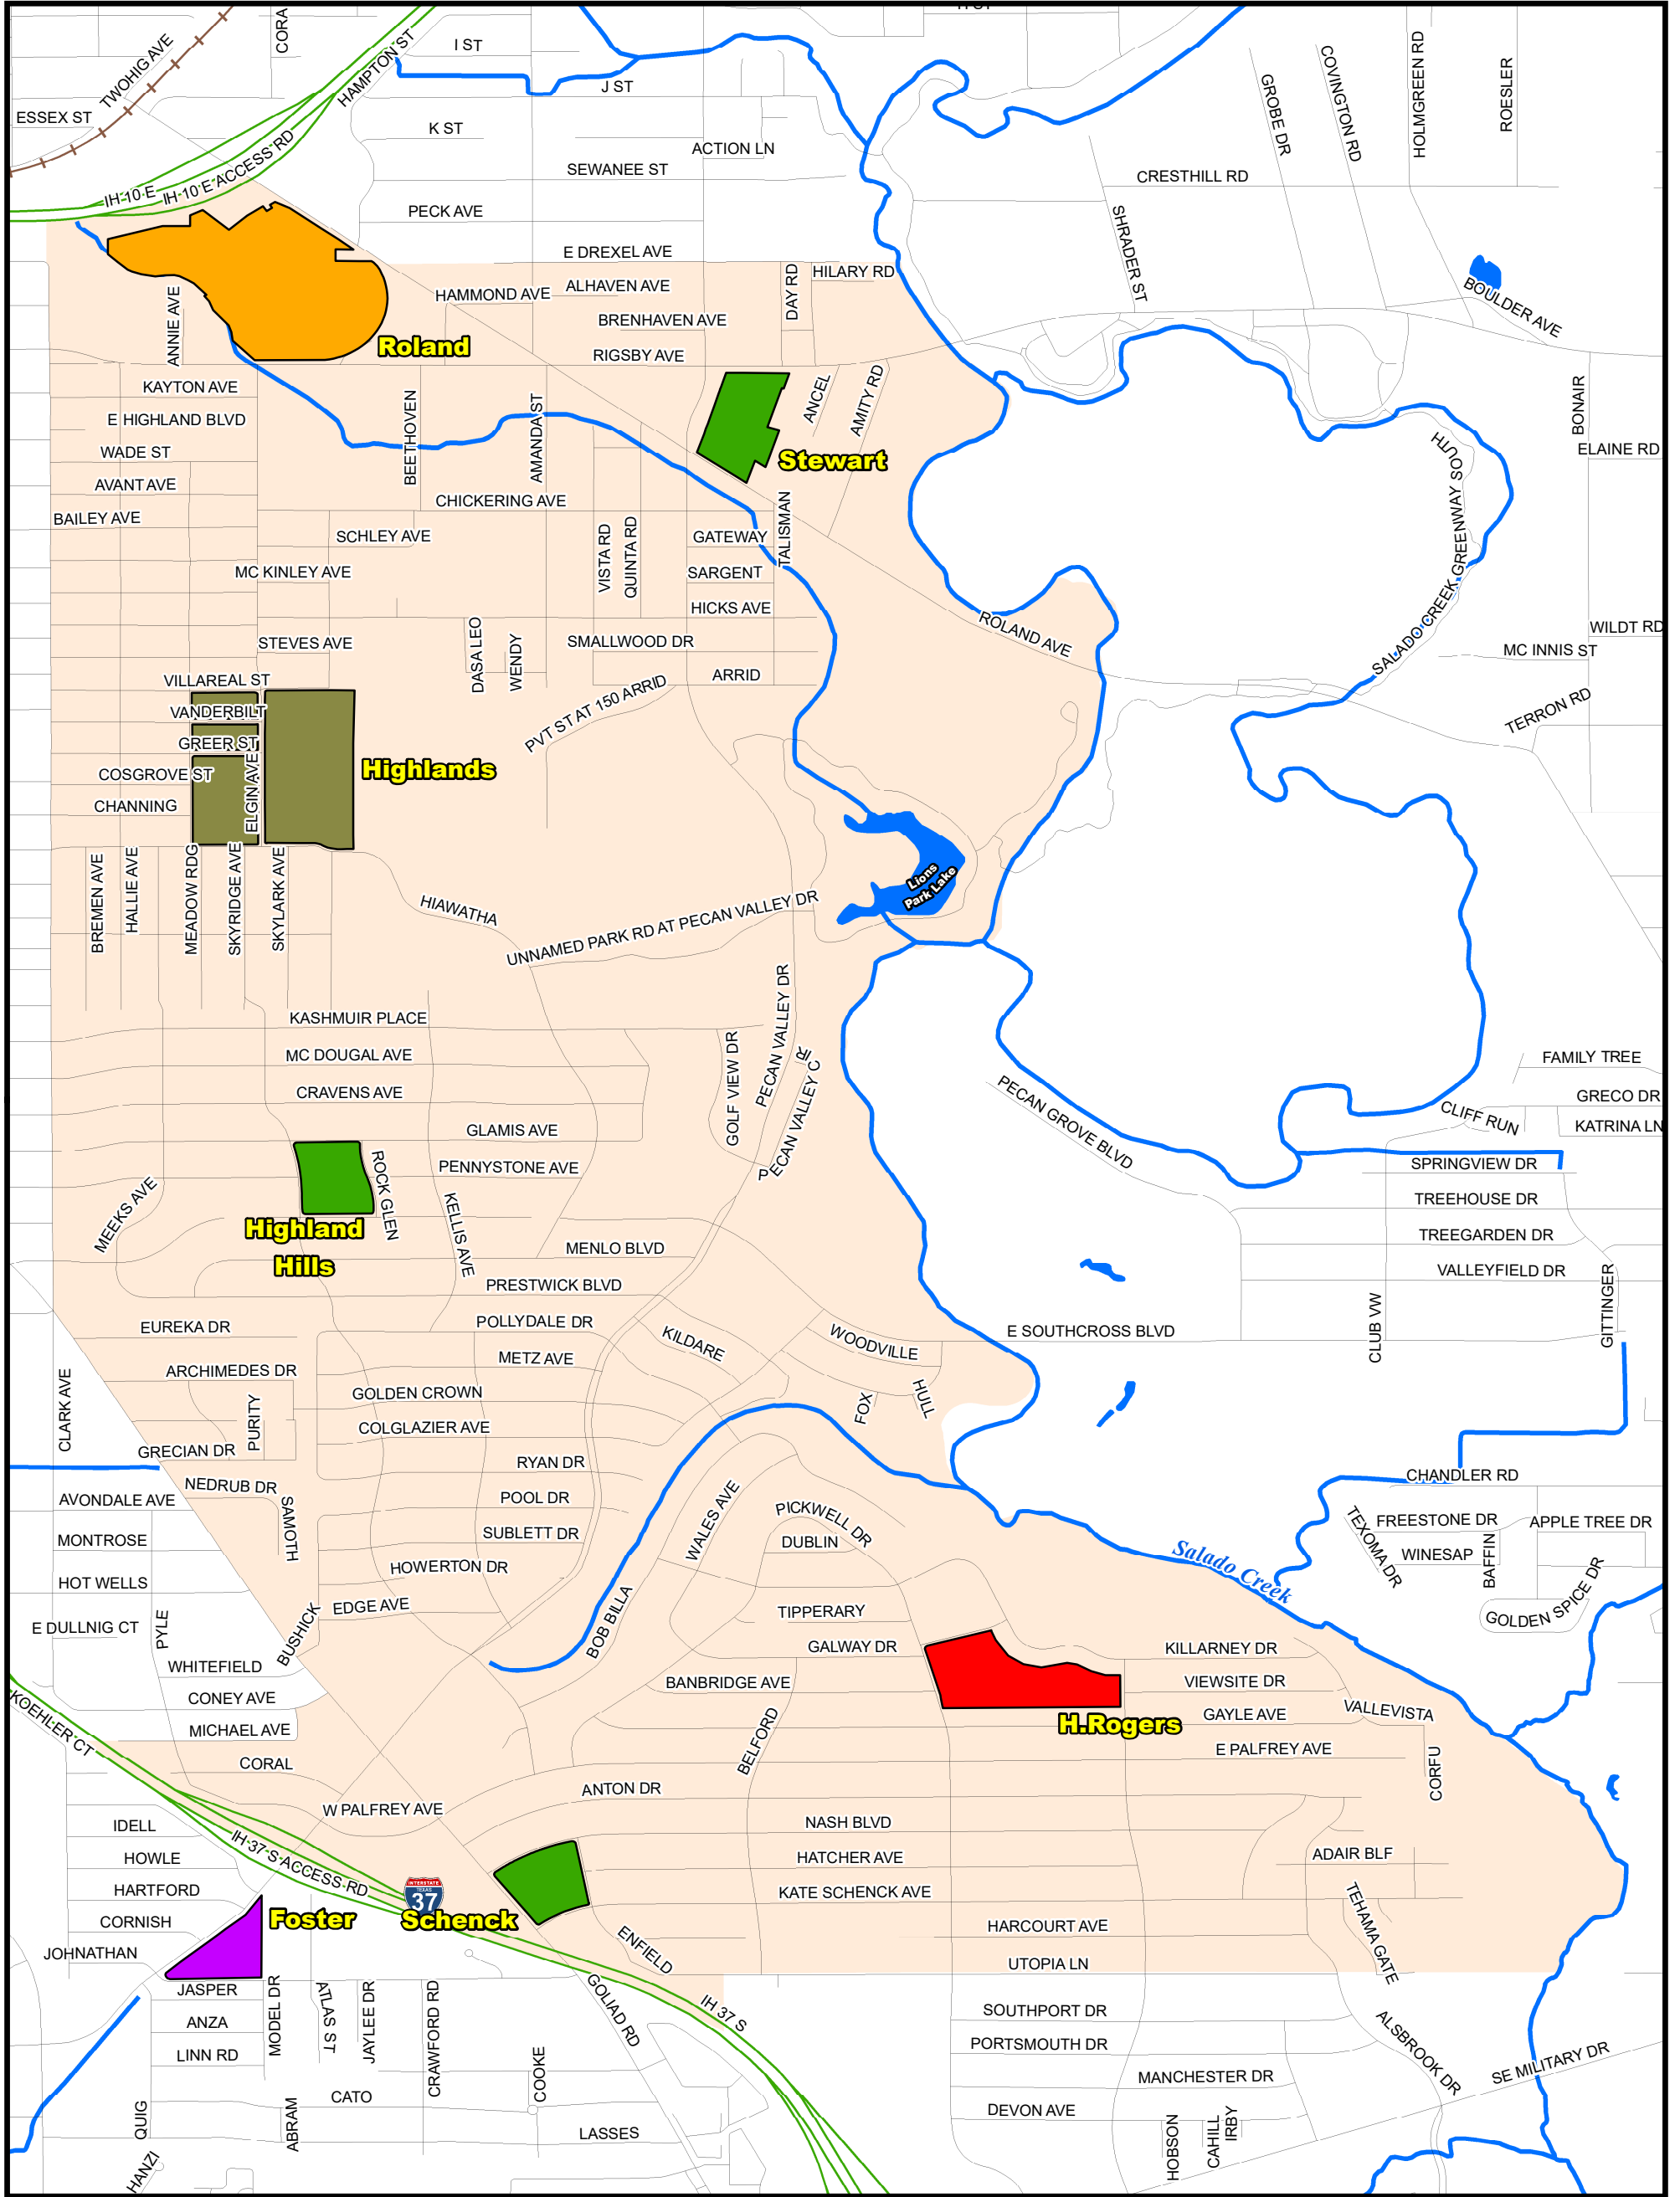 H ST
I ST
CORA
TWOHIG AVE
HAMPTON ST
J ST
ESSEX ST
K ST
ACTION LN
SEWANEE ST
IH 10 E
IH 10 E ACCESS RD
PECK AVE
GROBE DR
COVINGTON RD
HOLMGREEN RD
ROESLER
CRESTHILL RD
SHRADER ST
E DREXEL AVE
HILARY RD
DAY RD
HAMMOND AVE
ALHAVEN AVE
BRENHAVEN AVE
ANNIE AVE
Roland
RIGSBY AVE
BOULDER AVE
KAYTON AVE
E HIGHLAND BLVD
WADE ST
AVANT AVE
BAILEY AVE
BEETHOVEN
AMANDA ST
ANCEL
AMITY RD
Stewart
BONAIR
ELAINE RD
CHICKERING AVE
SCHLEY AVE
MC KINLEY AVE
VISTA RD
QUINTA RD
GATEWAY
TALISMAN
SARGENT
HICKS AVE
SALADO CREEK GREENWAY SOUTH
ROLAND AVE
WILDT RD
MC INNIS ST
TERRON RD
STEVES AVE
DASA LEO
WENDY
SMALLWOOD DR
ARRID
PVT ST AT 150 ARRID
VILLAREAL ST
VANDERBILT
GREER ST
COSGROVE ST
CHANNING
ELGIN AVE
Highlands
Lions
Park Lake
BREMEN AVE
HALLIE AVE
MEADOW RDG
SKYRIDGE AVE
SKYLARK AVE
HIAWATHA
UNNAMED PARK RD AT PECAN VALLEY DR
KASHMUIR PLACE
MC DOUGAL AVE
CRAVENS AVE
GLAMIS AVE
PENNYSTONE AVE
GOLF VIEW DR
PECAN VALLEY DR
PECAN VALLEY CIR
PECAN GROVE BLVD
FAMILY TREE
GRECO DR
CLIFF RUN
KATRINA LN
SPRINGVIEW DR
TREEHOUSE DR
TREEGARDEN DR
VALLEYFIELD DR
GITTINGER
CLUB VW
MEEKS AVE
Highland
Hills
ROCK GLEN
KELLIS AVE
MENLO BLVD
PRESTWICK BLVD
POLLYDALE DR
EUREKA DR
KILDARE
WOODVILLE
E SOUTHCROSS BLVD
METZ AVE
ARCHIMEDES DR
GOLDEN CROWN
COLGLAZIER AVE
CLARK AVE
PURITY
FOX
HULL
GRECIAN DR
RYAN DR
NEDRUB DR
AVONDALE AVE
POOL DR
SAMOTH
SUBLETT DR
MONTROSE
WALES AVE
PICKWELL DR
DUBLIN
CHANDLER RD
TEXOMA DR
FREESTONE DR
APPLE TREE DR
WINESAP
BAFFIN
GOLDEN SPICE DR
Salado Creek
HOWERTON DR
HOT WELLS
EDGE AVE
E DULLNIG CT
PYLE
BUSHICK
BOB BILLA
TIPPERARY
GALWAY DR
KILLARNEY DR
WHITEFIELD
CONEY AVE
BANBRIDGE AVE
VIEWSITE DR
H.Rogers
GAYLE AVE
VALLEVISTA
KOEHLER CT
MICHAEL AVE
BELFORD
E PALFREY AVE
CORAL
CORFU
ANTON DR
W PALFREY AVE
IDELL
NASH BLVD
IH 37 S ACCESS RD
HOWLE
HATCHER AVE
ADAIR BLF
HARTFORD
INTERSTATE
TEXAS
37
KATE SCHENCK AVE
TEHAMA GATE
CORNISH
Foster
Schenck
HARCOURT AVE
JOHNATHAN
ENFIELD
UTOPIA LN
JASPER
MODEL DR
ATLAS ST
JAYLEE DR
CRAWFORD RD
GOLIAD RD
IH 37 S
SOUTHPORT DR
ANZA
PORTSMOUTH DR
ALSBROOK DR
LINN RD
SE MILITARY DR
COOKE
MANCHESTER DR
CATO
QUIG
ABRAM
DEVON AVE
LASSES
HOBSON
CAHILL
IRBY
HANZI